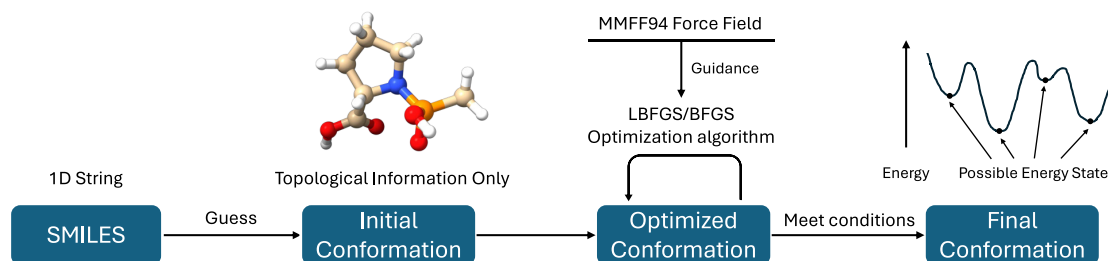 MMFF94 Force Field
Guidance
LBFGS/BFGS
Optimization algorithm
Energy
Possible Energy State
1D String
Topological Information Only
SMILES
Guess
Initial
Conformation
Optimized
Conformation
Meet conditions
Final
Conformation